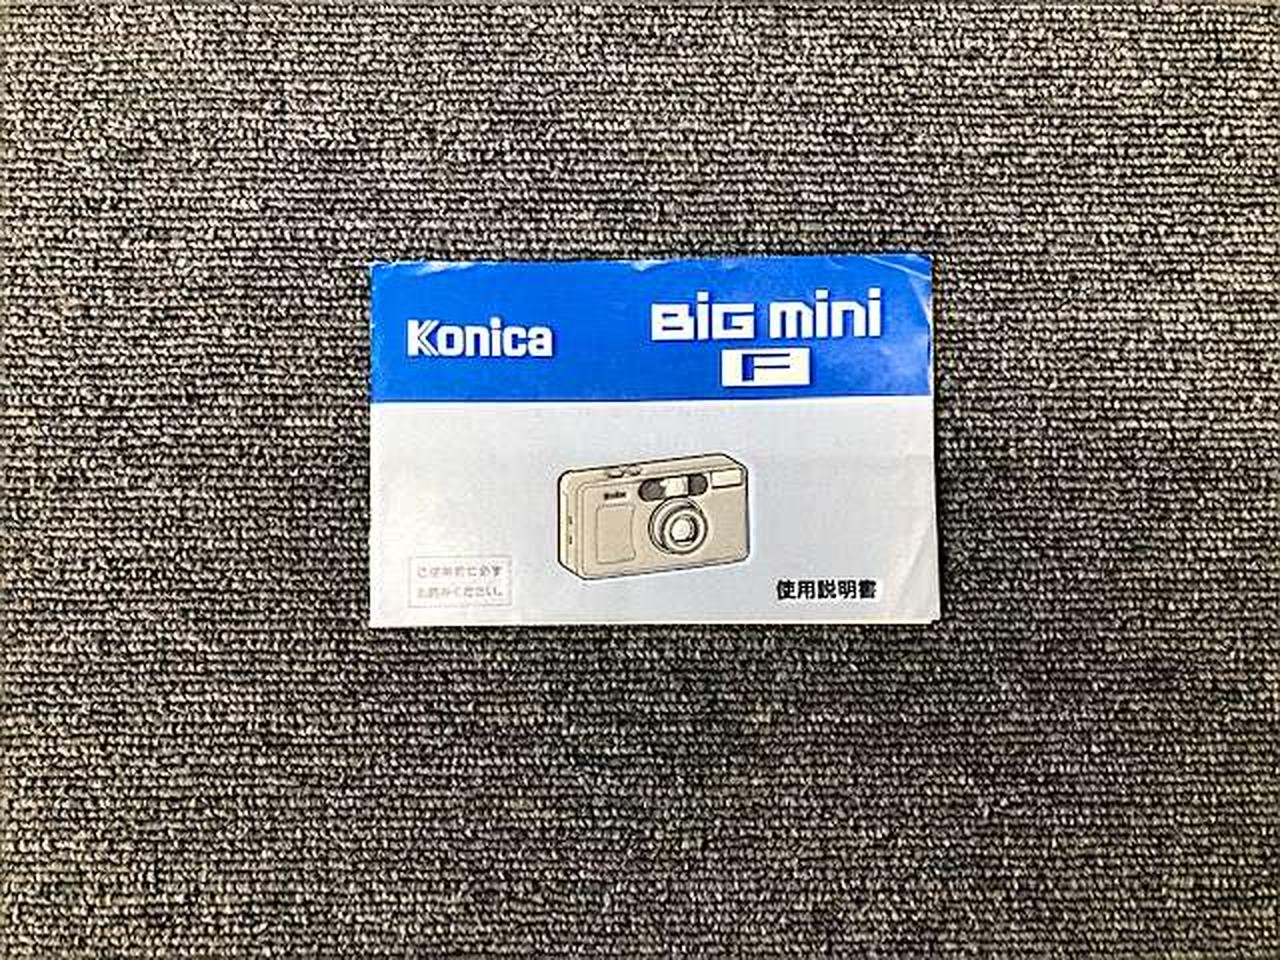 Konica
BiG mini
F
ご使用前に必ず
お読みください。
使用説明書